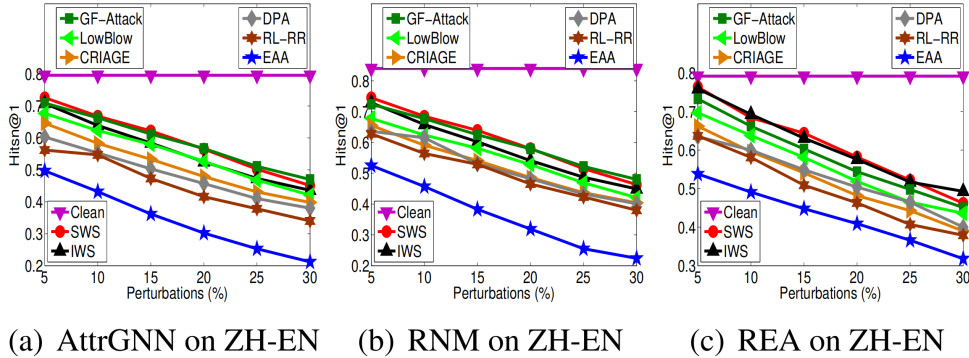 GF-Attack
LowBlow
CRIAGE
DPA
RL-RR
EAA
Hitsn@1
0.8
0.7
0.6
0.5
0.4
0.3
0.2
Clean
SWS
IWS
5 10 15 20 25 30
Perturbations (%)
(a) AttrGNN on ZH-EN
GF-Attack
LowBlow
CRIAGE
DPA
RL-RR
EAA
Hitsn@1
0.8
0.7
0.6
0.5
0.4
0.3
0.2
Clean
SWS
IWS
5 10 15 20 25 30
Perturbations (%)
(b) RNM on ZH-EN
GF-Attack
LowBlow
CRIAGE
DPA
RL-RR
EAA
Hitsn@1
0.8
0.7
0.6
0.5
0.4
0.3
Clean
SWS
IWS
5 10 15 20 25 30
Perturbations (%)
(c) REA on ZH-EN